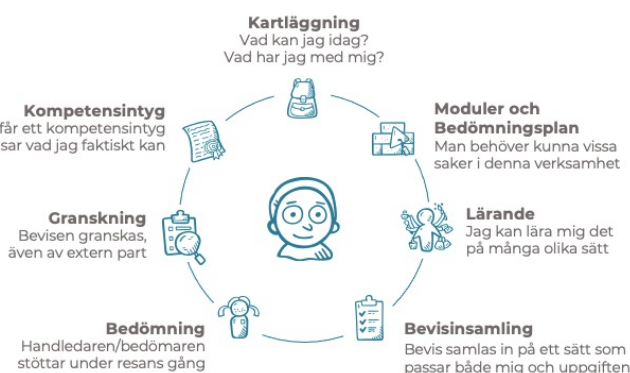 Kartläggning
Vad kan jag idag?
Vad har jag med mig?
Moduler och
Bedömningsplan
Man behöver kunna vissa
saker i denna verksamhet
Lärande
Jag kan lära mig det
på många olika sätt
Bevisinsamling
Bevis samlas in på ett sätt som
passar både mig och uppgiften
Bedömning
Handledaren/bedömaren
stöttar under resans gång
Granskning
Bevisen granskas,
även av extern part
Kompetensintyg
får ett kompetensintyg
sar vad jag faktiskt kan